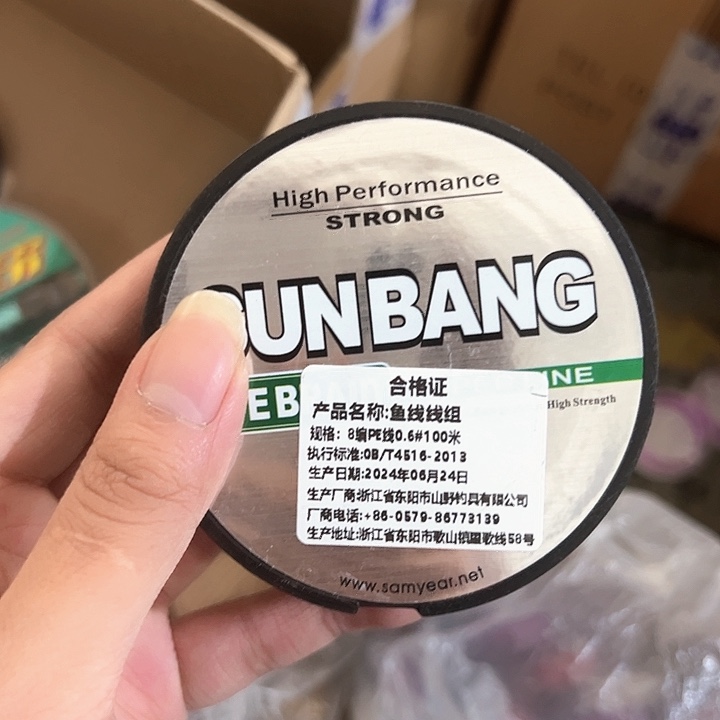 High Performance
STRONG
SUN BANG
E B
INE
High Strength
合格证
产品名称:鱼线线组
规格: 8编PE线0.6#100米
执行标准:QB/T4516-2013
生产日期:2024年06月24日
生产厂商:浙江省东阳市山野钓具有限公司
厂商电话:+86-0579-86773139
生产地址:浙江省东阳市歌山镇置歌线58号
www.samyear.net